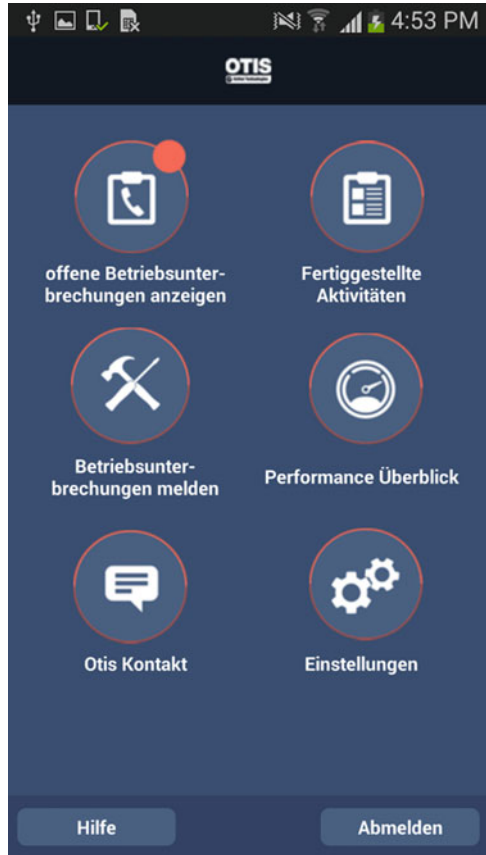 4:53 PM
OTIS
offene Betriebsunter-
brechungen anzeigen
Fertiggestellte
Aktivitäten
Betriebsunter-
brechungen melden
Performance Überblick
Otis Kontakt
Einstellungen
Hilfe
Abmelden